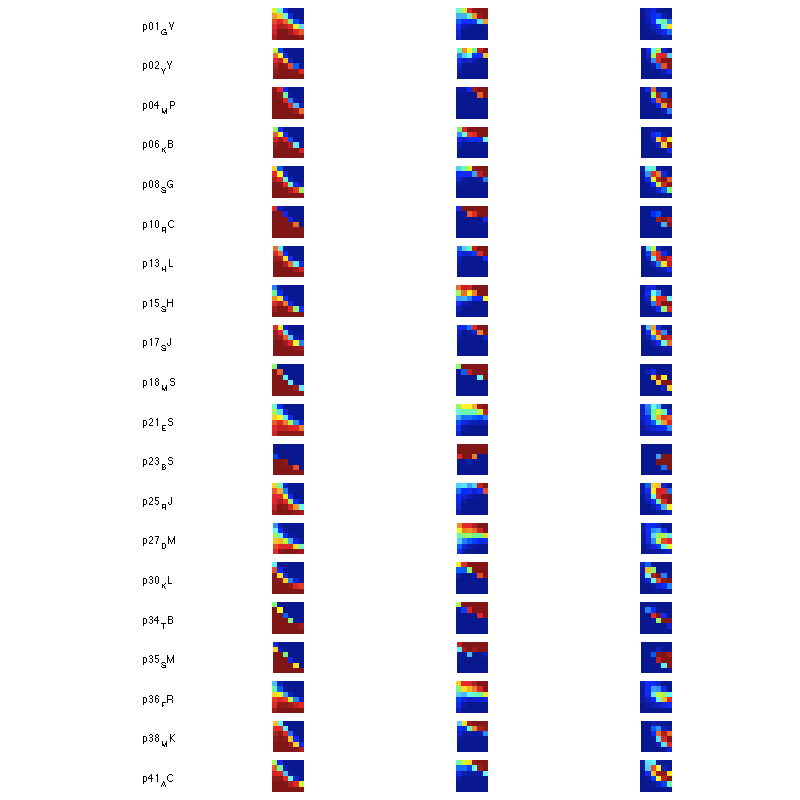 p01GY
p02YY
p04MP
p06KB
p08SG
p10RC
p13HL
p15SH
p17SJ
p18MS
p21ES
p23BS
p25RJ
p27DM
p30KL
p34TB
p35SM
p36FR
p38MK
p41AC